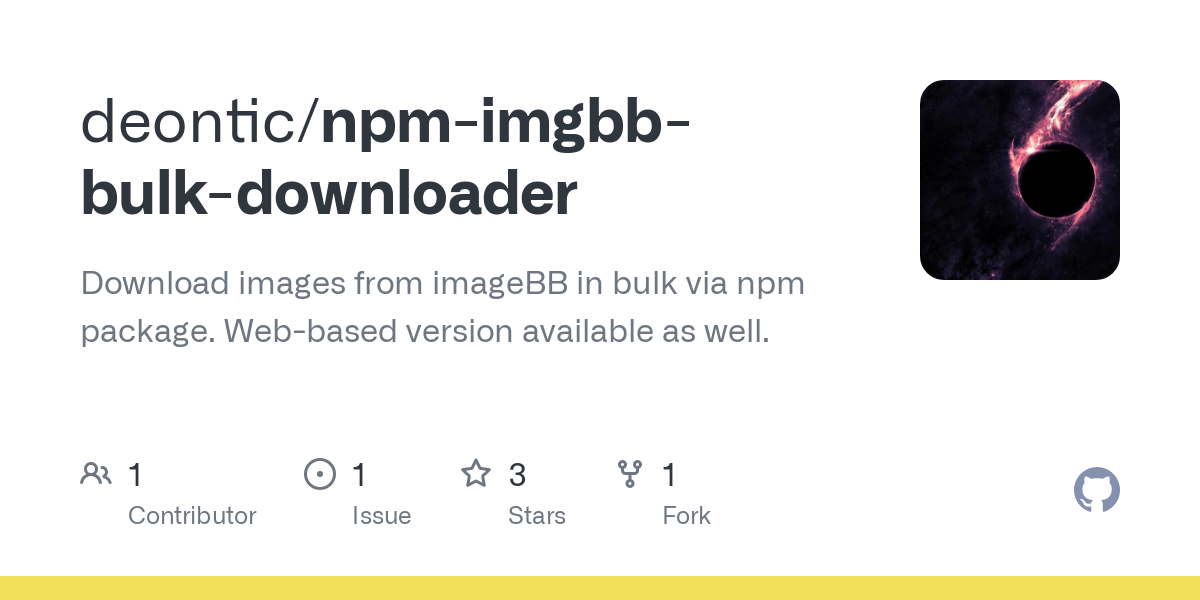 deontic/npm-imgbb-
bulk-downloader
Download images from imageBB in bulk via npm
package. Web-based version available as well.
1
Contributor
1
Issue
3
Stars
1
Fork